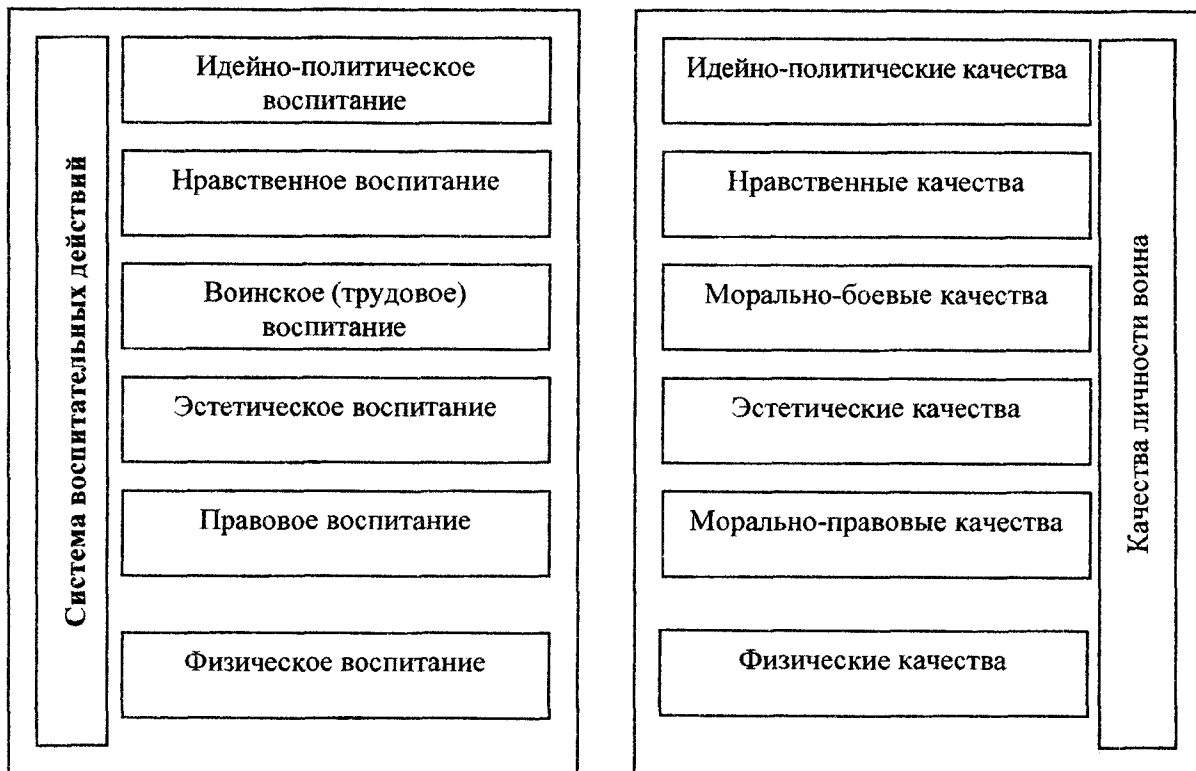 Система воспитательных действий
Идейно-политическое
воспитание
Нравственное воспитание
Воинское (трудовое)
воспитание
Эстетическое воспитание
Правовое воспитание
Физическое воспитание
Идейно-политические качества
Нравственные качества
Морально-боевые качества
Эстетические качества
Морально-правовые качества
Физические качества
Качества личности воина